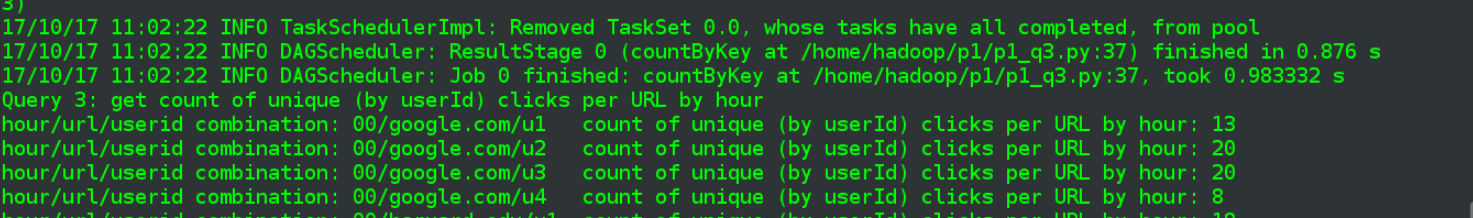 3)
17/10/17 11:02:22 INFO TaskSchedulerImpl: Removed TaskSet 0.0, whose tasks have all completed, from pool
17/10/17 11:02:22 INFO DAGScheduler: ResultStage 0 (countByKey at /home/hadoop/p1/p1_q3.py:37) finished in 0.876 s
17/10/17 11:02:22 INFO DAGScheduler: Job 0 finished: countByKey at /home/hadoop/p1/p1_q3.py:37, took 0.983332 s
Query 3: get count of unique (by userId) clicks per URL by hour
hour/url/userid combination: 00/google.com/u1   count of unique (by userId) clicks per URL by hour: 13
hour/url/userid combination: 00/google.com/u2   count of unique (by userId) clicks per URL by hour: 20
hour/url/userid combination: 00/google.com/u3   count of unique (by userId) clicks per URL by hour: 20
hour/url/userid combination: 00/google.com/u4   count of unique (by userId) clicks per URL by hour: 8